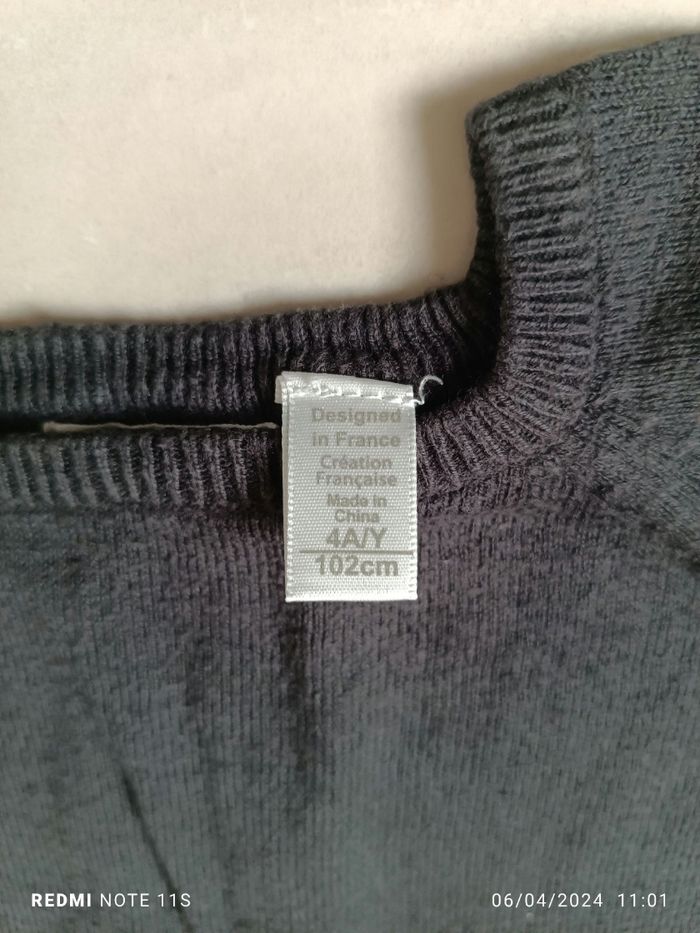 Designed
in France
Création
Française
Made in
China
4A/Y
102cm
REDMI NOTE 11S
06/04/2024 11:01